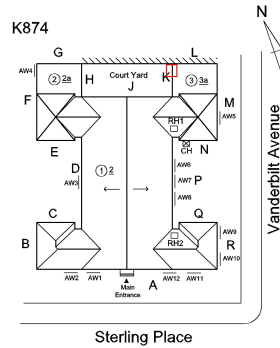 K874
N
G
L
AW4
2 2a
Court Yard
3 3a
H
J
K
F
M
RH1
AW5
E
CH
N
D
AW6
1 2
AW3
AW7
P
AW8
C
Q
B
RH2
AW9
R
AW10
AW2
AW1
A
AW12
AW11
Main
Entrance
Sterling Place
Vanderbilt Avenue